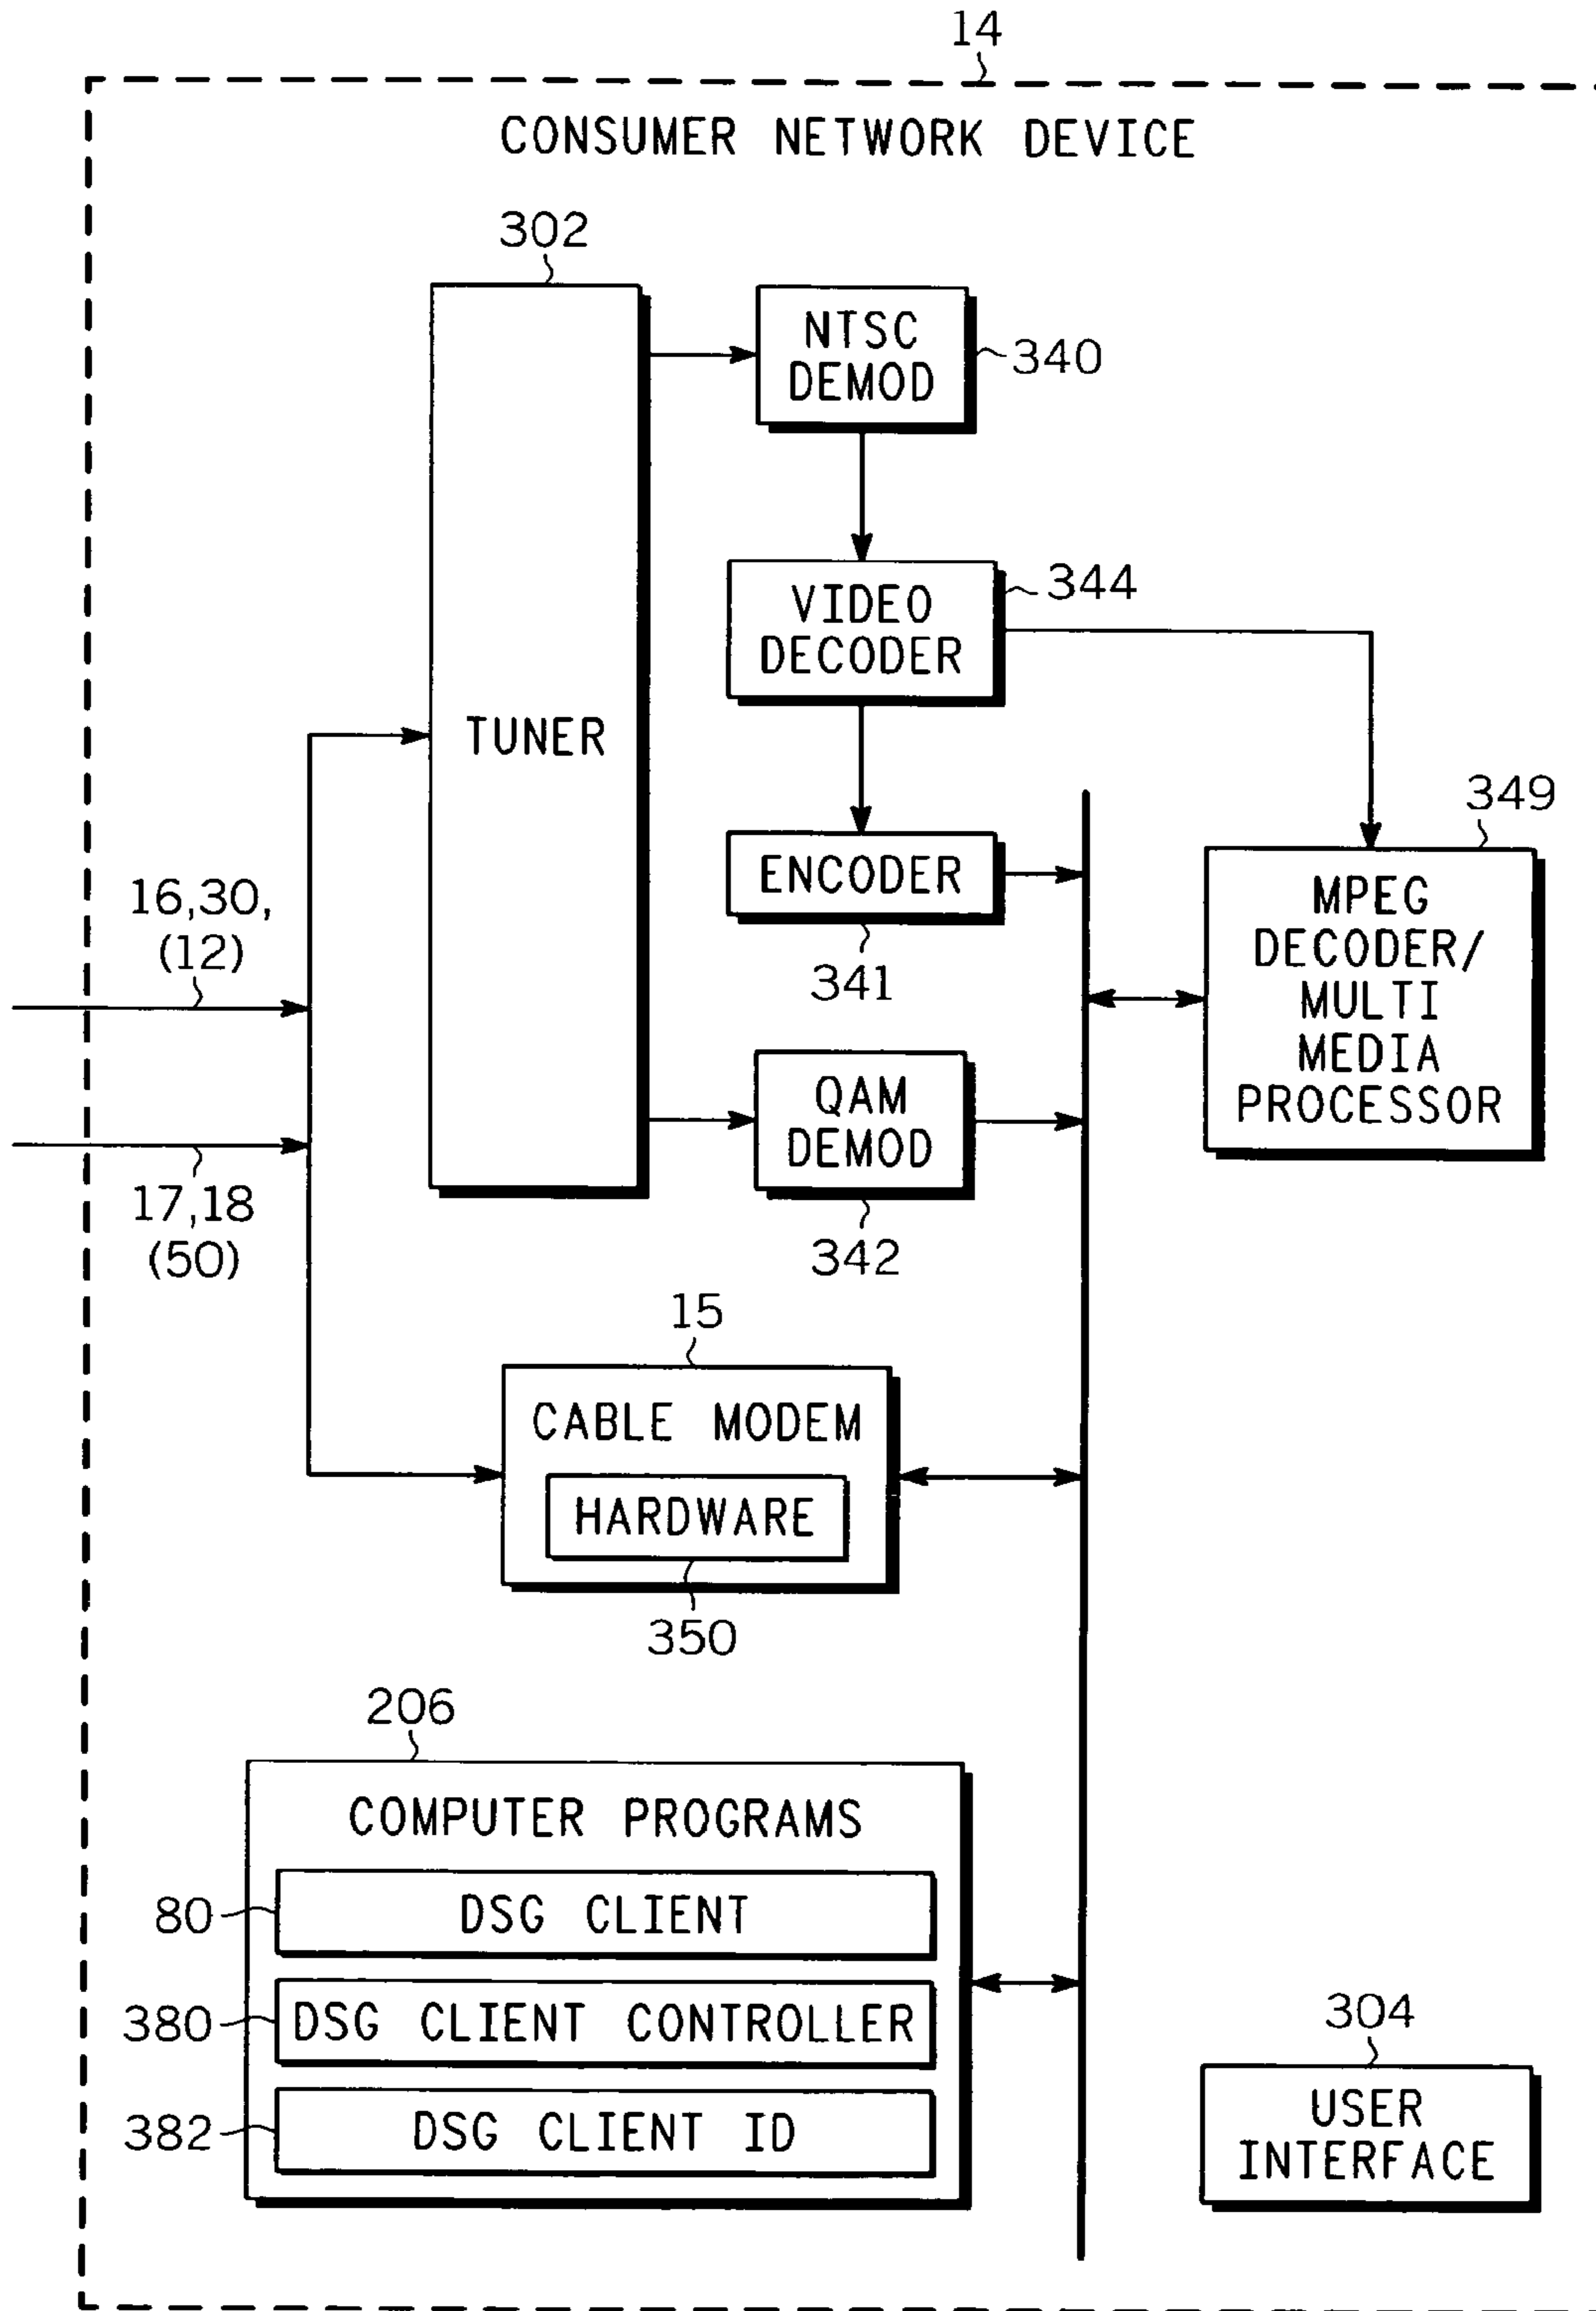 14
CONSUMER NETWORK DEVICE
302
NTSC
DEMOD
340
VIDEO
DECODER
344
TUNER
349
ENCODER
341
MPEG
DECODER/
MULTI
MEDIA
PROCESSOR
16,30,
(12)
QAM
DEMOD
342
17,18
(50)
15
CABLE MODEM
HARDWARE
350
206
COMPUTER PROGRAMS
80
DSG CLIENT
380
DSG CLIENT CONTROLLER
382
DSG CLIENT ID
304
USER
INTERFACE